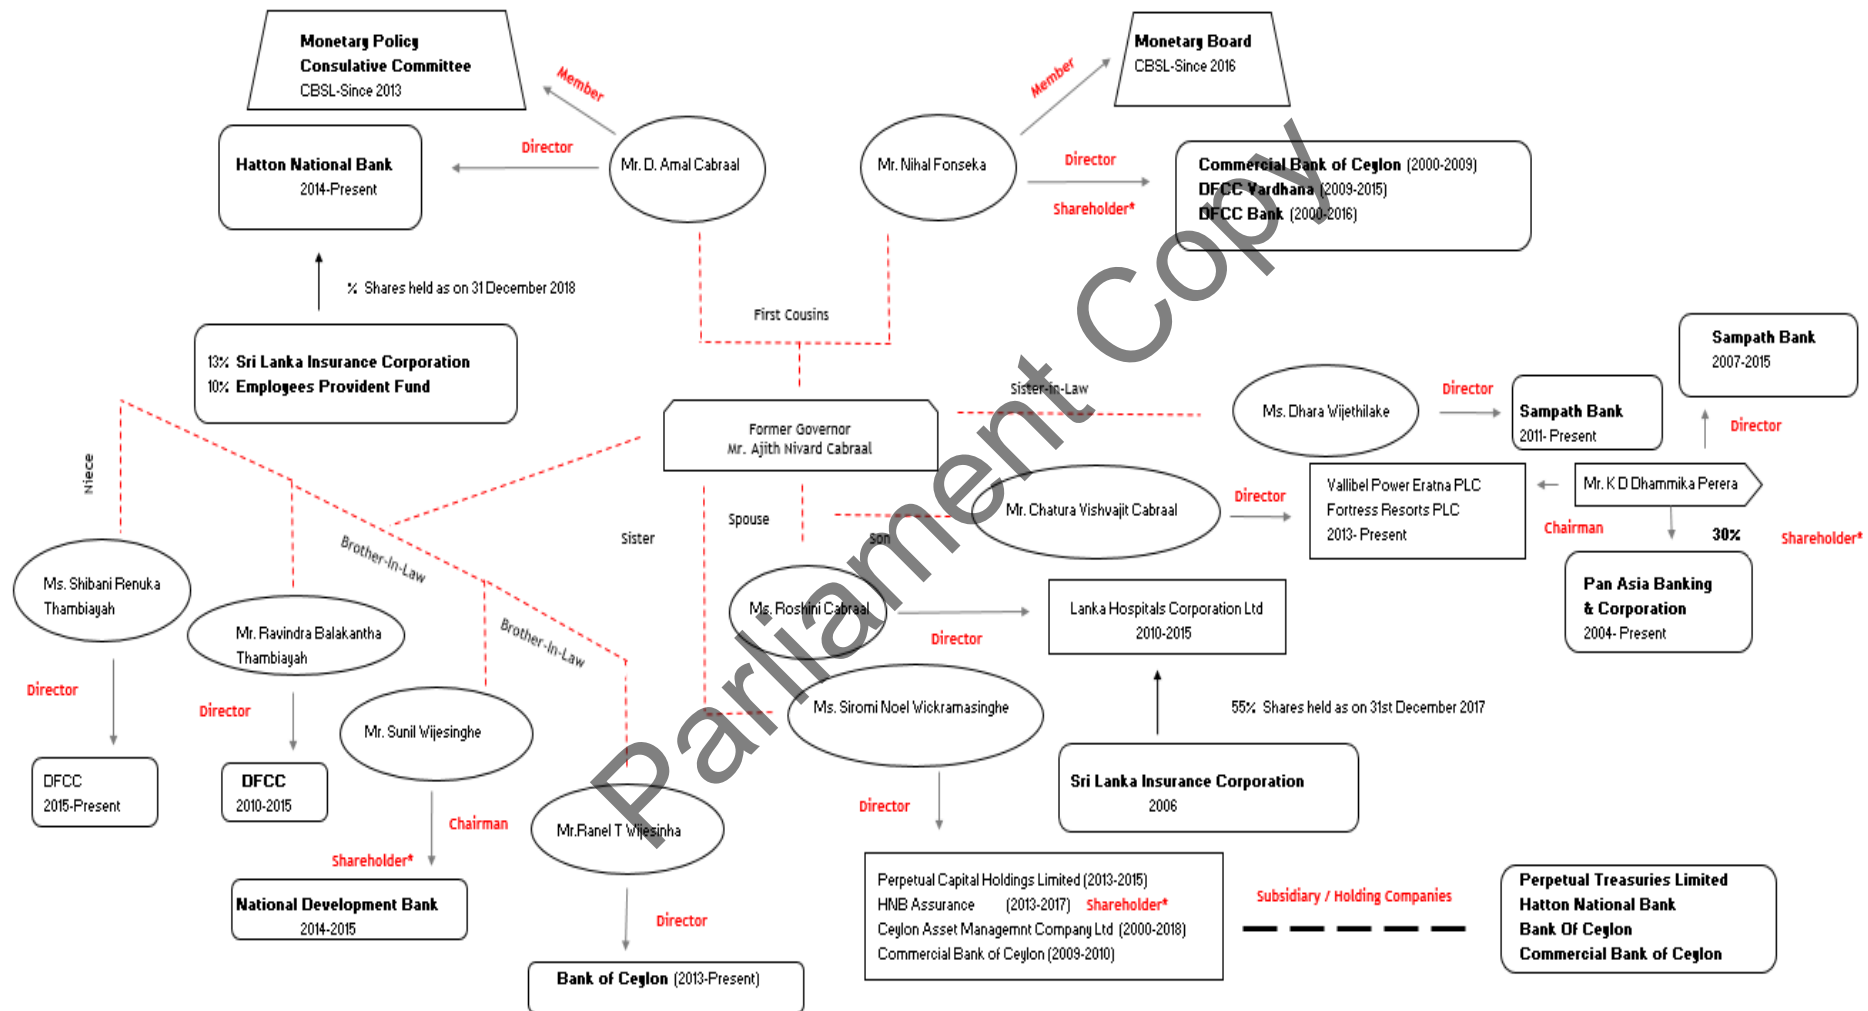 Monetary Policy
Consulative Committee
CBSL-Since 2013
Monetary Board
CBSL-Since 2016
Member
Member
Hatton National Bank
2014-Present
Director
Mr. D. Amal Cabraal
Mr. Nihal Fonseka
Director
Shareholder*
Commercial Bank of Ceylon (2000-2009)
DFCC Vardhana (2009-2015)
DFCC Bank (2000-2016)
% Shares held as on 31 December 2018
First Cousins
13% Sri Lanka Insurance Corporation
10% Employees Provident Fund
Sampath Bank
2007-2015
Sister-in-Law
Ms. Dhara Wijethilake
Director
Sampath Bank
2011- Present
Director
Former Governor
Mr. Ajith Nivard Cabraal
Niece
Brother-In-Law
Brother-In-Law
Sister
Spouse
Son
Mr. Chatura Vishvajit Cabraal
Director
Vallibel Power Eratna PLC
Fortress Resorts PLC
2013- Present
Mr. K D Dhammika Perera
Chairman
30%
Shareholder*
Pan Asia Banking
& Corporation
2004- Present
Ms. Shibani Renuka
Thambiayah
Mr. Ravindra Balakantha
Thambiayah
Ms. Roshini Cabraal
Director
Lanka Hospitals Corporation Ltd
2010-2015
Director
Director
Mr. Sunil Wijesinghe
Ms. Siromi Noel Wickramasinghe
55% Shares held as on 31st December 2017
DFCC
2015-Present
DFCC
2010-2015
Sri Lanka Insurance Corporation
2006
Chairman
Shareholder*
Mr.Ranel T Wijesinha
Director
National Development Bank
2014-2015
Director
Bank of Ceylon (2013-Present)
Perpetual Capital Holdings Limited (2013-2015)
HNB Assurance (2013-2017) Shareholder*
Ceylon Asset Managemnt Company Ltd (2000-2018)
Commercial Bank of Ceylon (2009-2010)
Subsidiary / Holding Companies
Perpetual Treasuries Limited
Hatton National Bank
Bank Of Ceylon
Commercial Bank of Ceylon
Parliament Copy